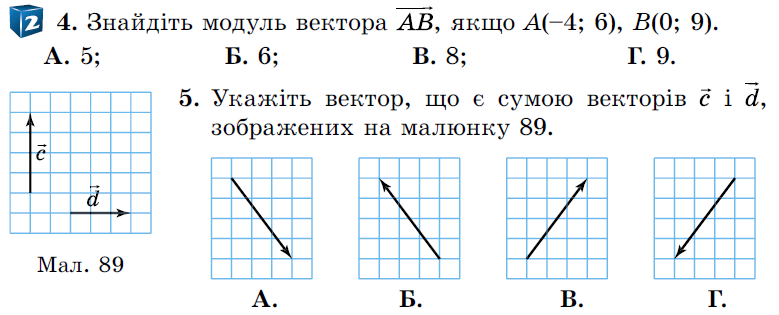 2 4. Знайдіть модуль вектора AB, якщо A(–4; 6), B(0; 9).
А. 5; Б. 6; В. 8; Г. 9.
5. Укажіть вектор, що є сумою векторів c і d,
зображених на малюнку 89.
c
d
Мал. 89
А. Б. В. Г.